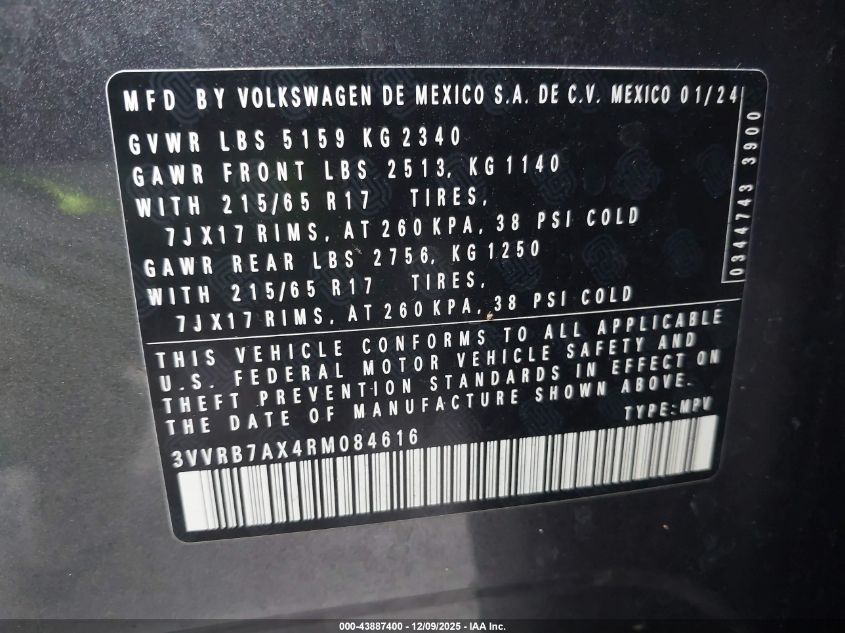 MFD BY VOLKSWAGEN DE MEXICO S.A. DE C.V. MEXICO 01/24
GVWR LBS 5159 KG 2340
GAWR FRONT LBS 2513, KG 1140
WITH 215/65 R17 TIRES,
7JX17 RIMS, AT 260 KPA, 38 PSI COLD
GAWR REAR LBS 2756, KG 1250
WITH 215/65 R17 TIRES,
7JX17 RIMS, AT 260 KPA, 38 PSI COLD
0344743 3900
THIS VEHICLE CONFORMS TO ALL APPLICABLE
U.S. FEDERAL MOTOR VEHICLE SAFETY AND
THEFT PREVENTION STANDARDS IN EFFECT ON
THE DATE OF MANUFACTURE SHOWN ABOVE.
TYPE:MPV
3VVRB7AX4RM084616
000-43887400 - 12/09/2025 - IAA Inc.